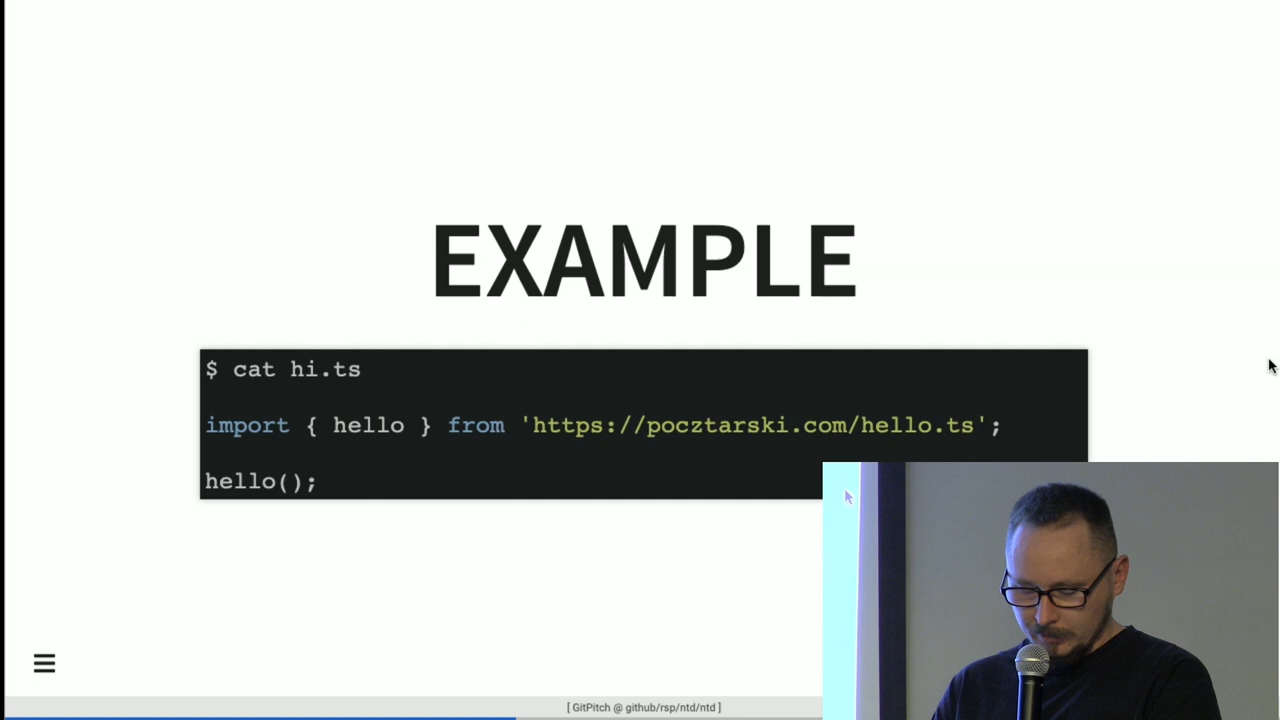 EXAMPLE
$ cat hi.ts
import { hello } from 'https://pocztarski.com/hello.ts';
hello();
[ GitPitch @ github/rsp/ntd/ntd ]